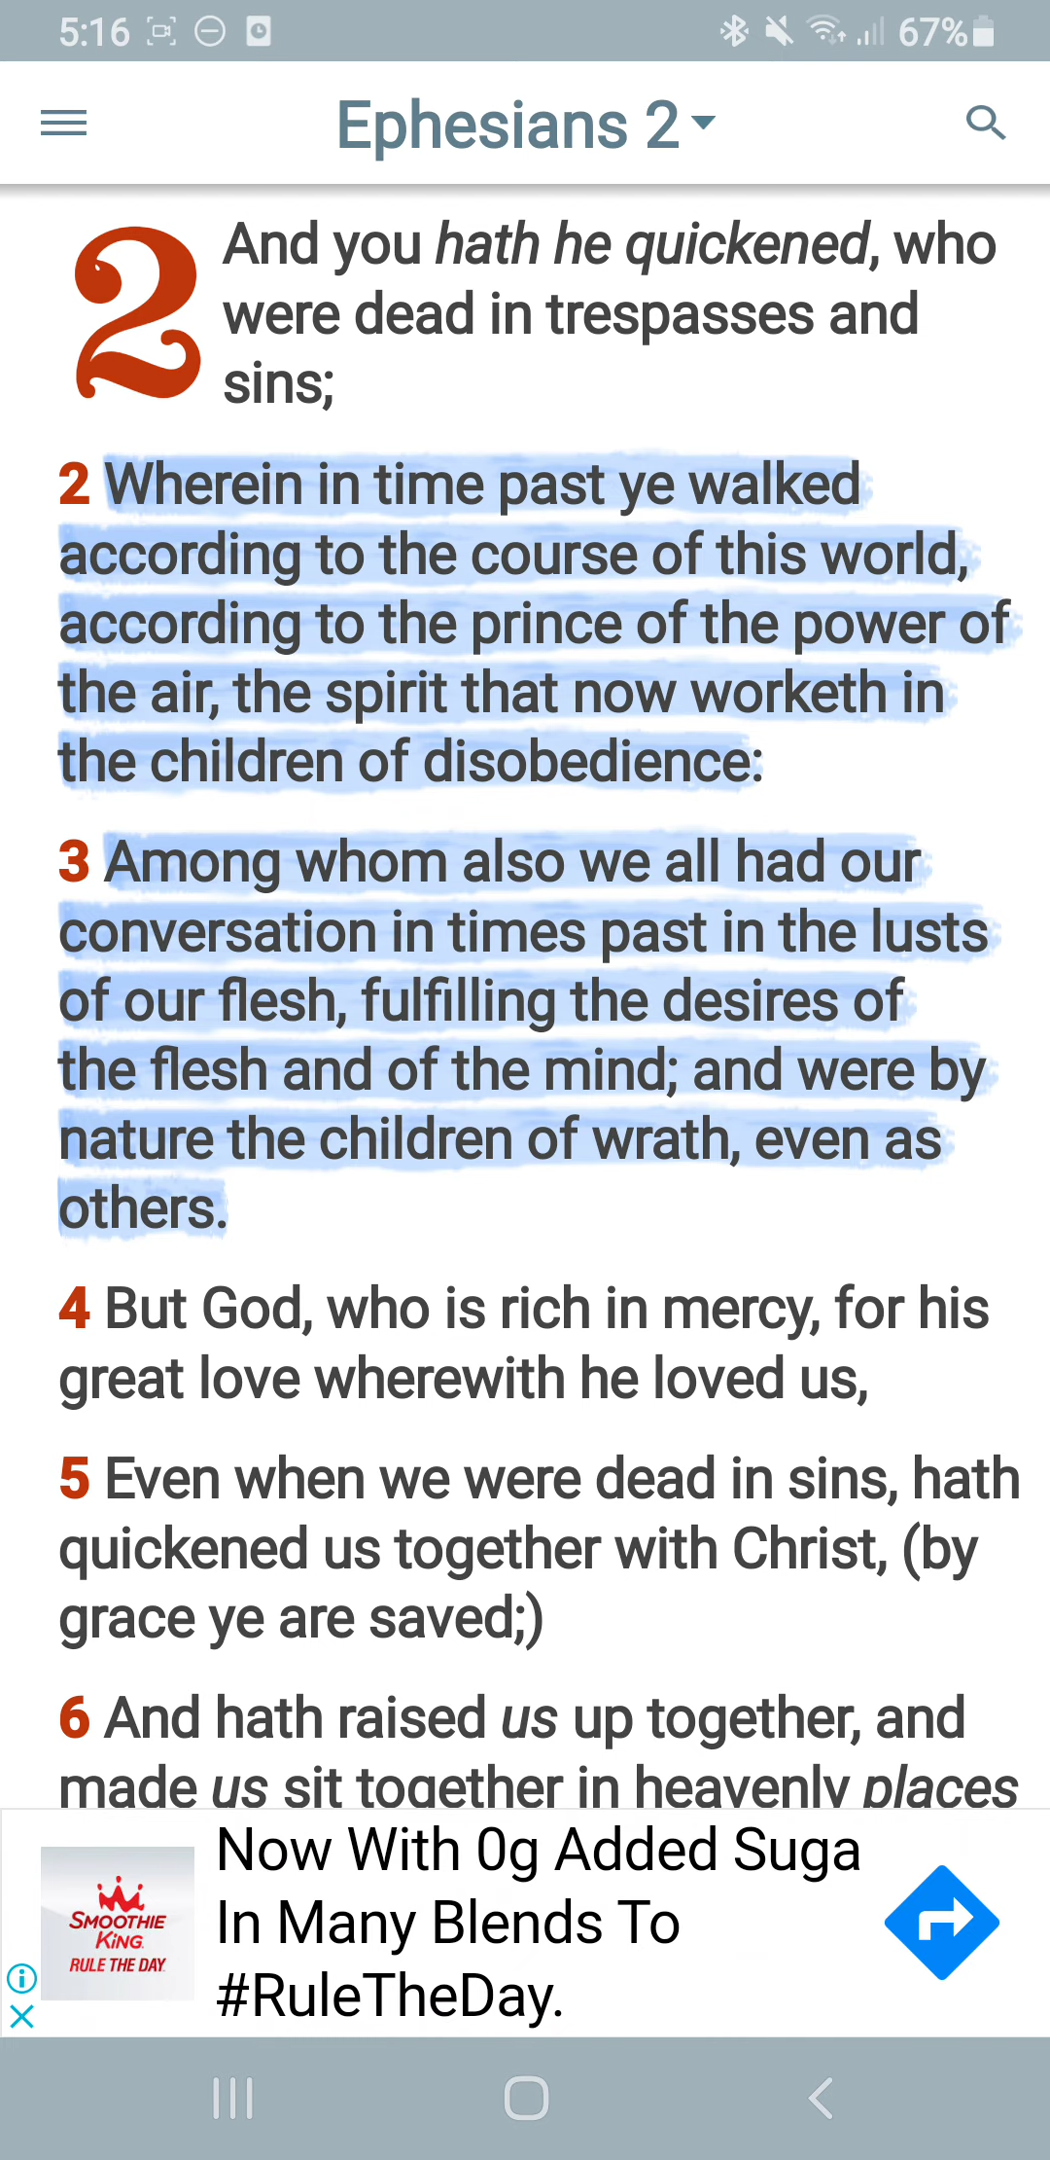 5:16 67%
Ephesians 2
2 And you hath he quickened, who
were dead in trespasses and
sins;
2 Wherein in time past ye walked
according to the course of this world,
according to the prince of the power of
the air, the spirit that now worketh in
the children of disobedience:
3 Among whom also we all had our
conversation in times past in the lusts
of our flesh, fulfilling the desires of
the flesh and of the mind; and were by
nature the children of wrath, even as
others.
4 But God, who is rich in mercy, for his
great love wherewith he loved us,
5 Even when we were dead in sins, hath
quickened us together with Christ, (by
grace ye are saved;)
6 And hath raised us up together, and
made us sit together in heavenly places
SMOOTHIE
KING
RULE THE DAY
Now With 0g Added Suga
In Many Blends To
#RuleTheDay.